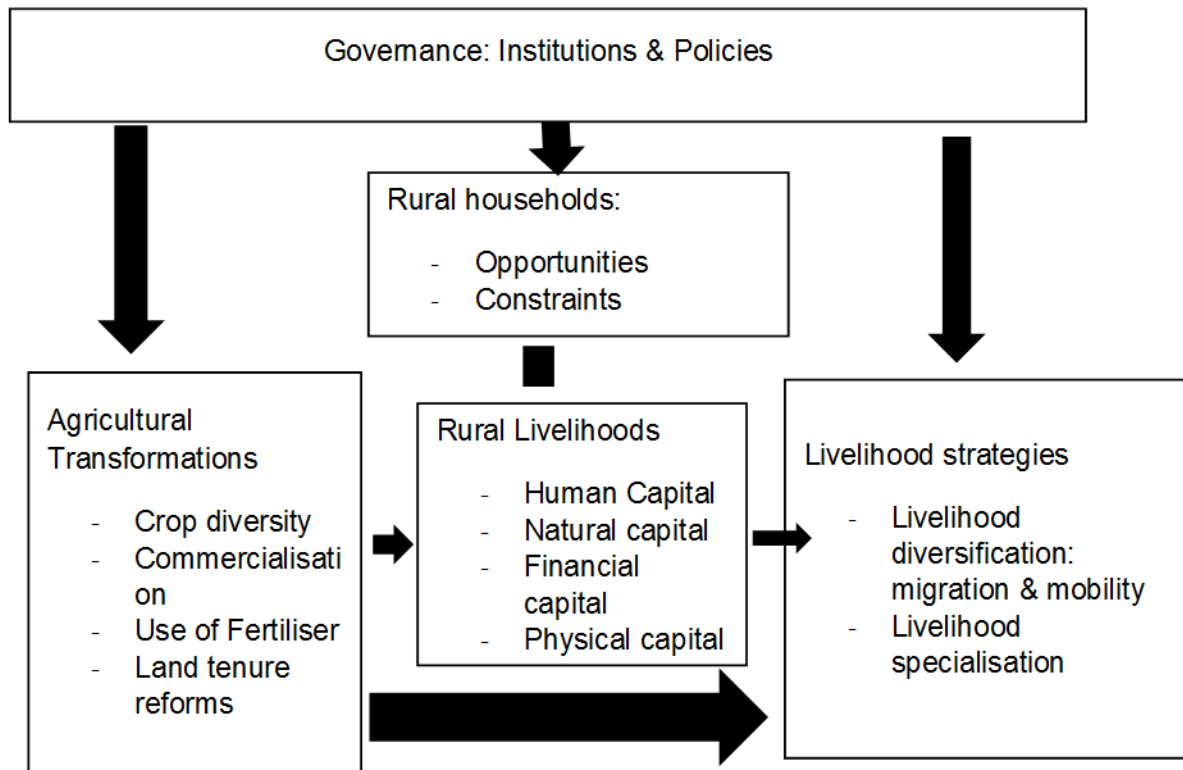 Governance: Institutions & Policies
Rural households:
- Opportunities
- Constraints
Agricultural
Transformations
- Crop diversity
- Commercialisati
on
- Use of Fertiliser
- Land tenure
reforms
Rural Livelihoods
- Human Capital
- Natural capital
- Financial
capital
- Physical capital
Livelihood strategies
- Livelihood
diversification:
migration & mobility
- Livelihood
specialisation